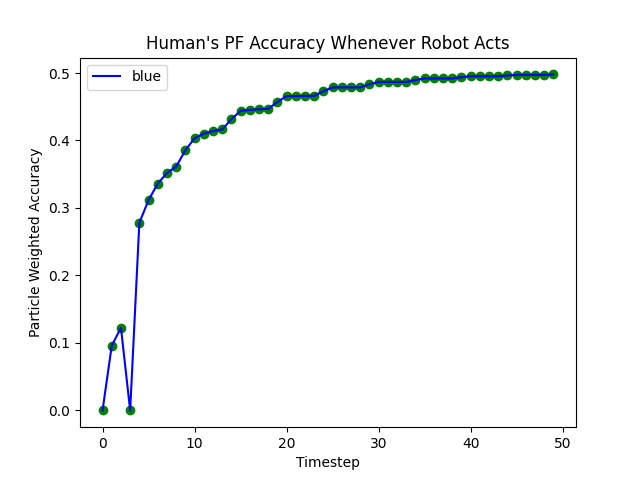 Human's PF Accuracy Whenever Robot Acts
blue
Particle Weighted Accuracy
0.5
0.4
0.3
0.2
0.1
0.0
0 10 20 30 40 50
Timestep